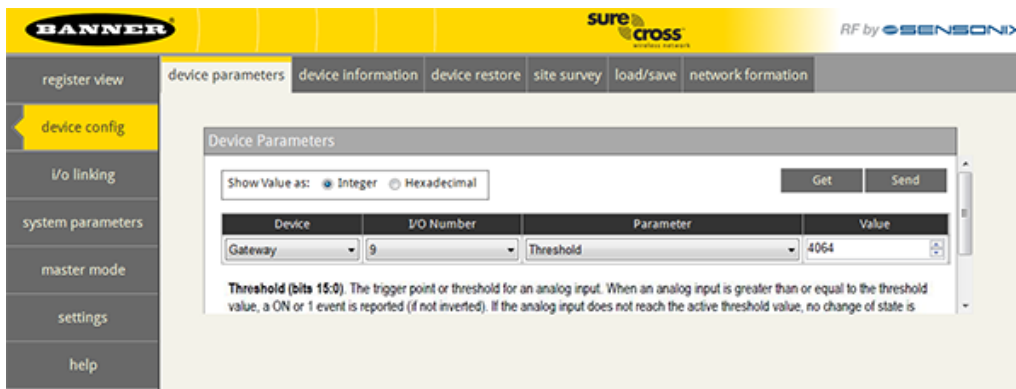 BANNER
sure cross
wireless network
RF by SENSONIX
register view
device config
i/o linking
system parameters
master mode
settings
help
device parameters device information device restore site survey load/save network formation
Device Parameters
Show Value as: Integer Hexadecimal Get Send
Device I/O Number Parameter Value
Gateway 9 Threshold 4064
Threshold (bits 15:0). The trigger point or threshold for an analog input. When an analog input is greater than or equal to the threshold
value, a ON or 1 event is reported (if not inverted). If the analog input does not reach the active threshold value, no change of state is